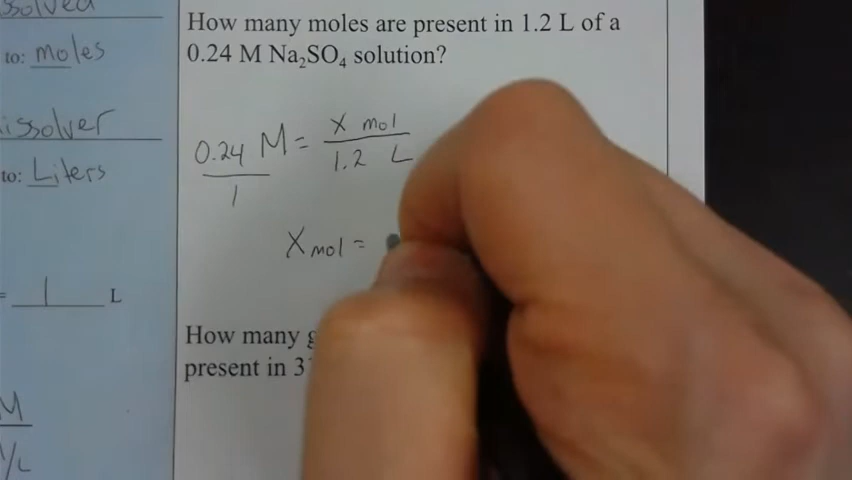 to: moles
issolver
to: Liters
= 1 L
M
How many moles are present in 1.2 L of a
0.24 M Na₂SO₄ solution?
0.24 M = x mol
1 1.2 L
X mol =
How many g
present in 3